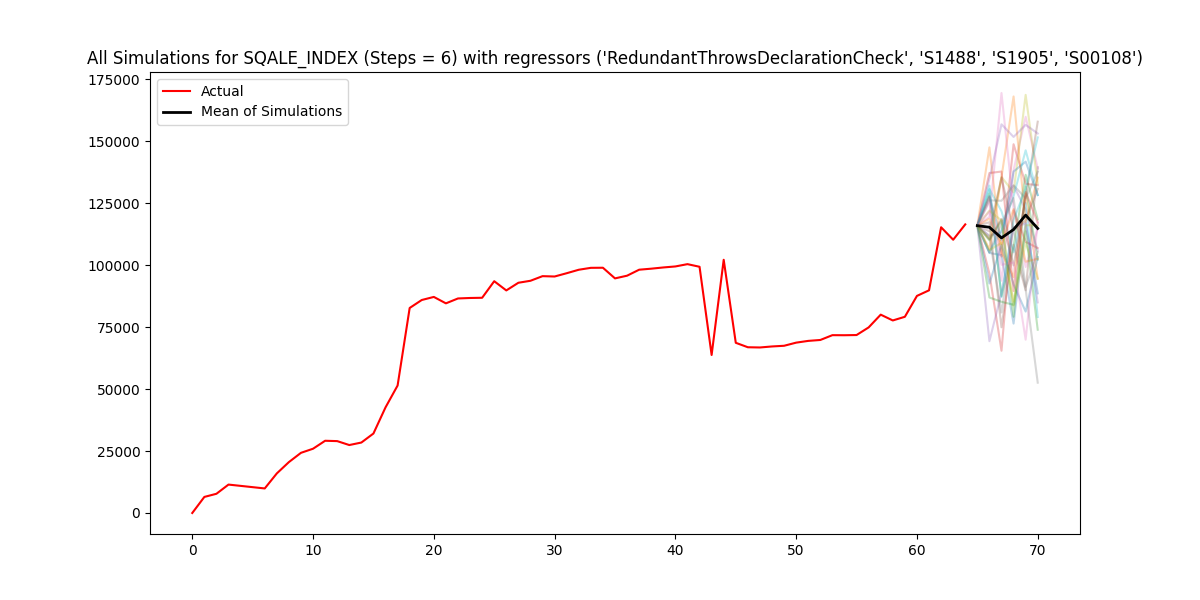 All Simulations for SQALE_INDEX (Steps = 6) with regressors ('RedundantThrowsDeclarationCheck', 'S1488', 'S1905', 'S00108')
Actual
Mean of Simulations
175000
150000
125000
100000
75000
50000
25000
0
0 10 20 30 40 50 60 70